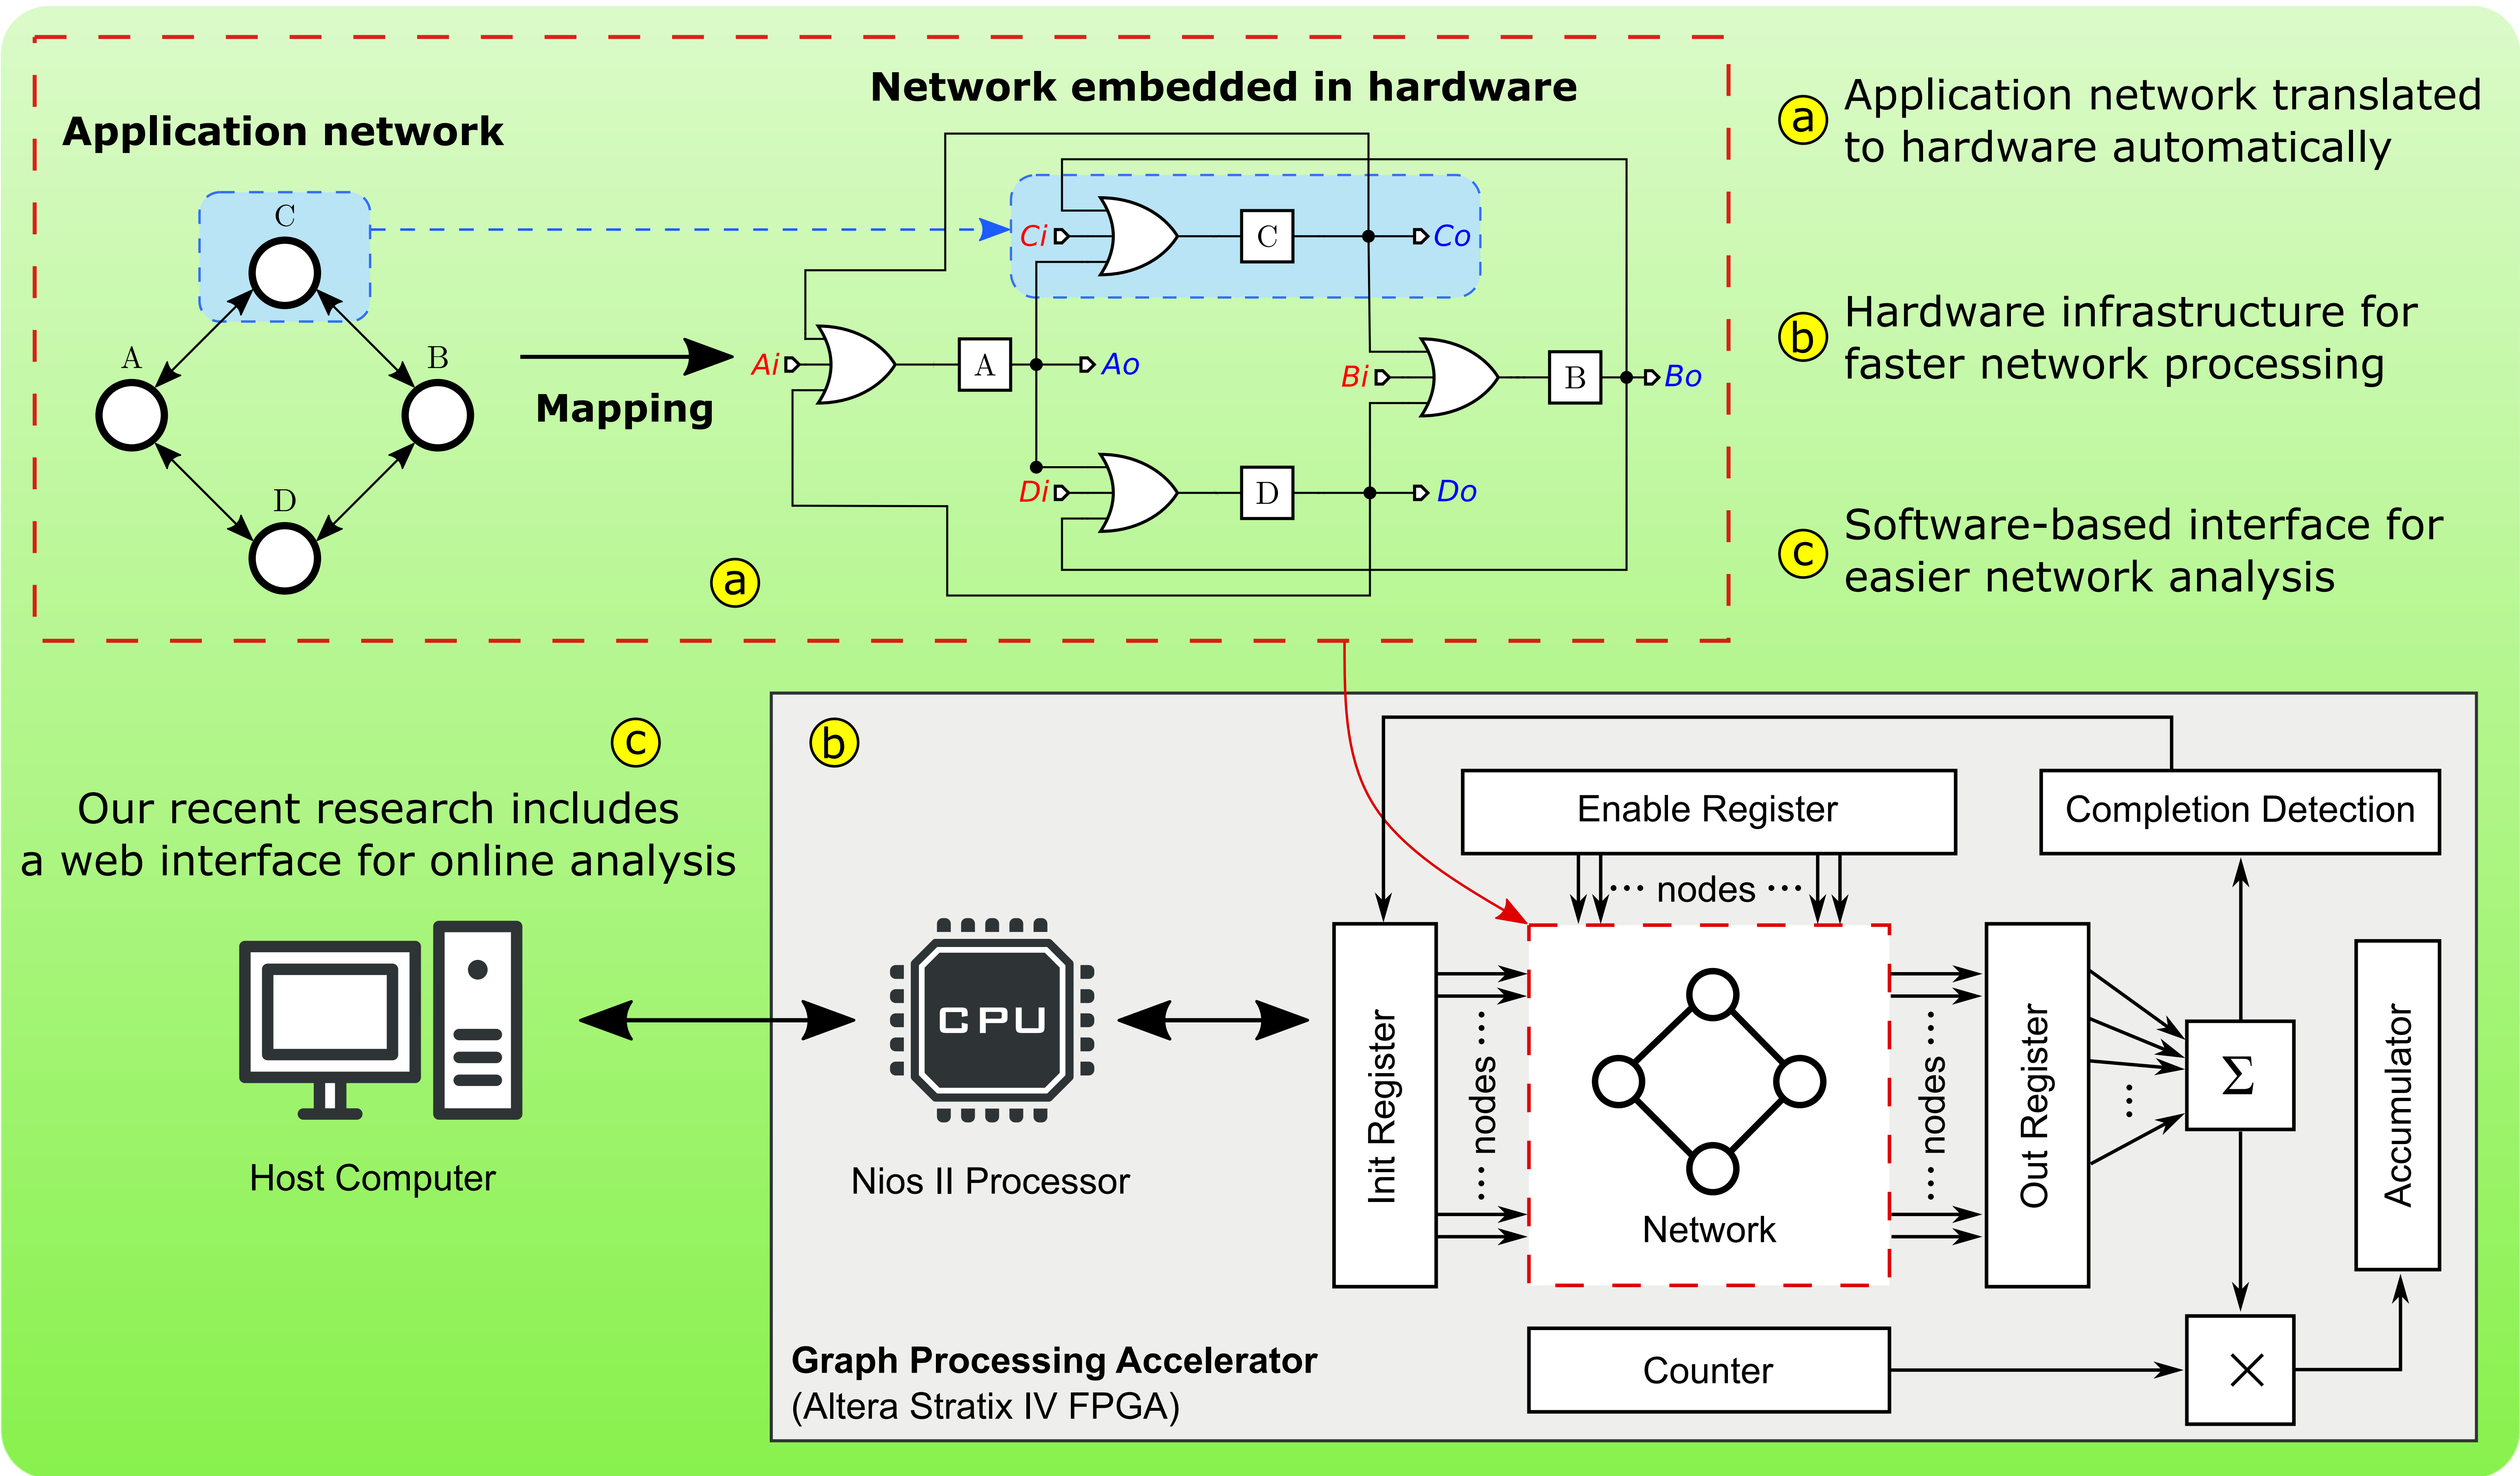 Network embedded in hardware
Application network
C
A
B
D
Mapping
Ci
C
Co
Ai
A
Ao
Bi
B
Bo
Di
D
Do
a
a
Application network translated
to hardware automatically
b
Hardware infrastructure for
faster network processing
c
Software-based interface for
easier network analysis
c
Our recent research includes
a web interface for online analysis
Host Computer
b
CPU
Nios II Processor
Enable Register
Completion Detection
··· nodes ···
Init Register
···· nodes ····
Network
···· nodes ····
Out Register
...
Σ
Accumulator
Counter
×
Graph Processing Accelerator
(Altera Stratix IV FPGA)